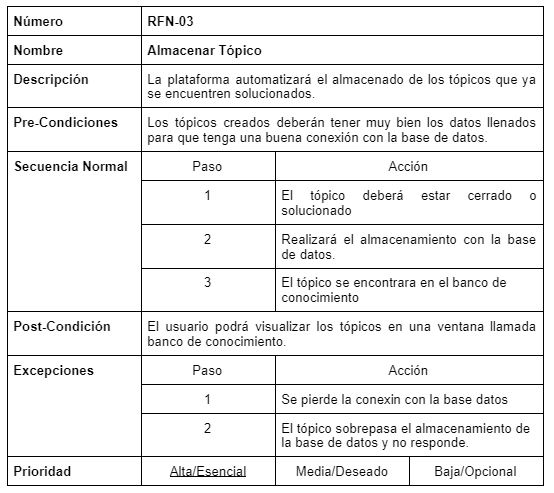 Número RFN-03
Nombre Almacenar Tópico
Descripción La plataforma automatizará el almacenado de los tópicos que ya
se encuentren solucionados.
Pre-Condiciones Los tópicos creados deberán tener muy bien los datos llenados
para que tenga una buena conexión con la base de datos.
Secuencia Normal Paso Acción
1 El tópico deberá estar cerrado o
solucionado
2 Realizará el almacenamiento con la base
de datos.
3 El tópico se encontrara en el banco de
conocimiento
Post-Condición El usuario podrá visualizar los tópicos en una ventana llamada
banco de conocimiento.
Excepciones Paso Acción
1 Se pierde la conexin con la base datos
2 El tópico sobrepasa el almacenamiento de
la base de datos y no responde.
Prioridad Alta/Esencial Media/Deseado Baja/Opcional